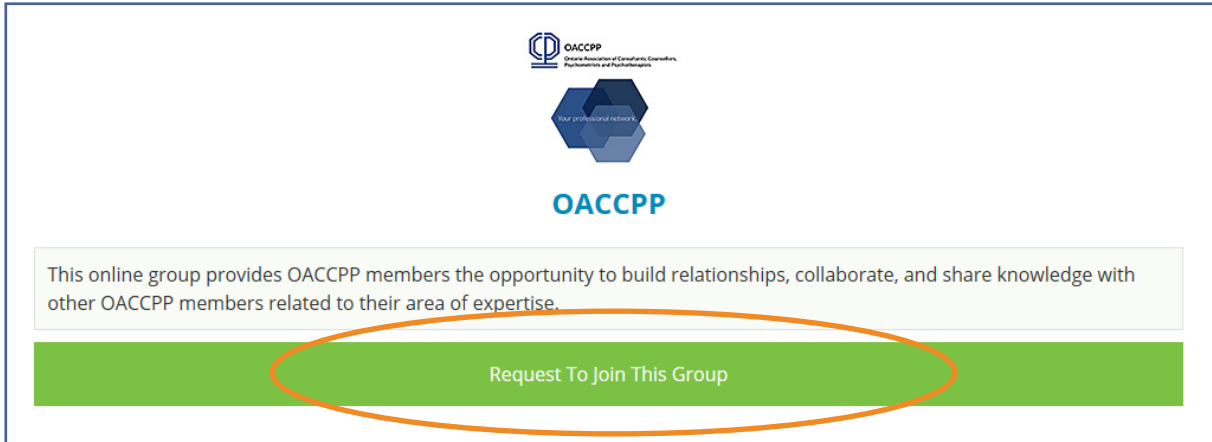 OACCPP
Ontario Association of Consultants, Counsellors,
Psychometrists and Psychotherapists
Your professional network.
OACCPP
This online group provides OACCPP members the opportunity to build relationships, collaborate, and share knowledge with
other OACCPP members related to their area of expertise.
Request To Join This Group